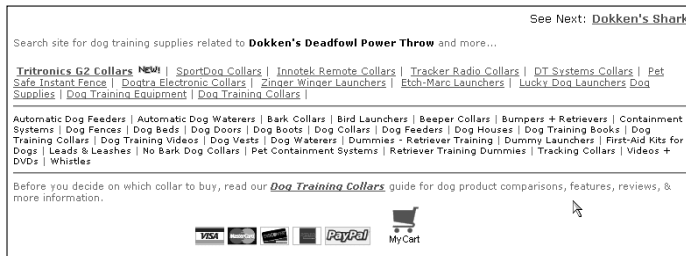 See Next: Dokken's Shark
Search site for dog training supplies related to Dokken's Deadfowl Power Throw and more...
Tritronics G2 Collars NEW! | SportDog Collars | Innotek Remote Collars | Tracker Radio Collars | DT Systems Collars | Pet
Safe Instant Fence | Dogtra Electronic Collars | Zinger Winger Launchers | Etch-Marc Launchers | Lucky Dog Launchers Dog
Supplies | Dog Training Equipment | Dog Training Collars |
Automatic Dog Feeders | Automatic Dog Waterers | Bark Collars | Bird Launchers | Beeper Collars | Bumpers + Retrievers | Containment
Systems | Dog Fences | Dog Beds | Dog Doors | Dog Boots | Dog Collars | Dog Feeders | Dog Houses | Dog Training Books | Dog
Training Collars | Dog Training Videos | Dog Vests | Dog Waterers | Dummies - Retriever Training | Dummy Launchers | First-Aid Kits for
Dogs | Leads & Leashes | No Bark Dog Collars | Pet Containment Systems | Retriever Training Dummies | Tracking Collars | Videos +
DVDs | Whistles
Before you decide on which collar to buy, read our Dog Training Collars guide for dog product comparisons, features, reviews, &
more information.
VISA MasterCard PayPal My Cart